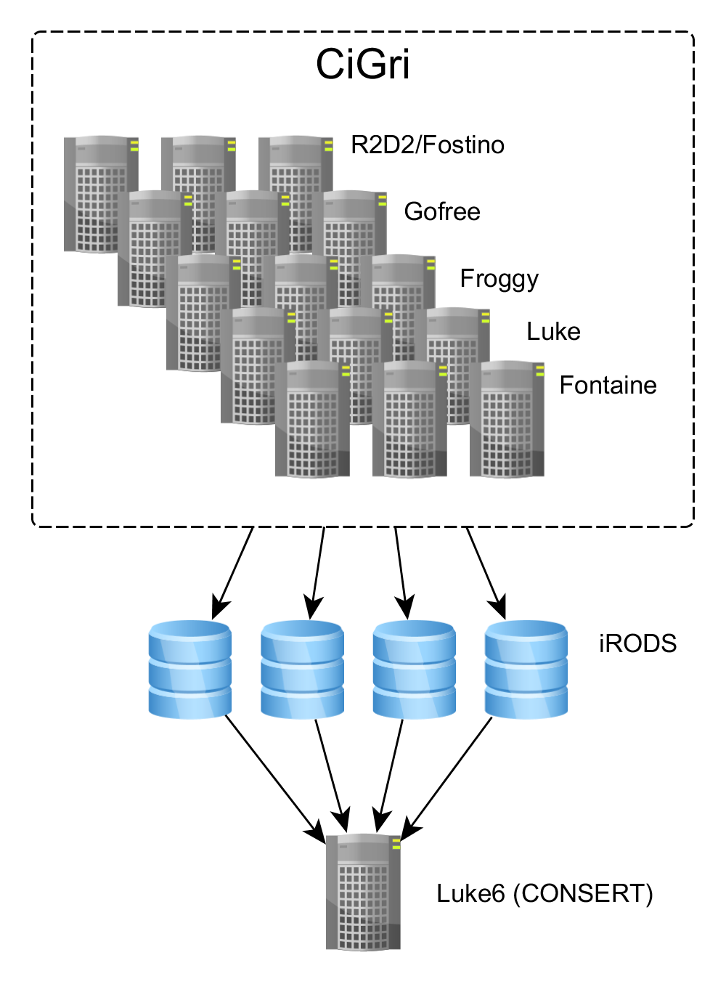 CiGri
R2D2/Fostino
Gofree
Froggy
Luke
Fontaine
iRODS
Luke6 (CONSERT)